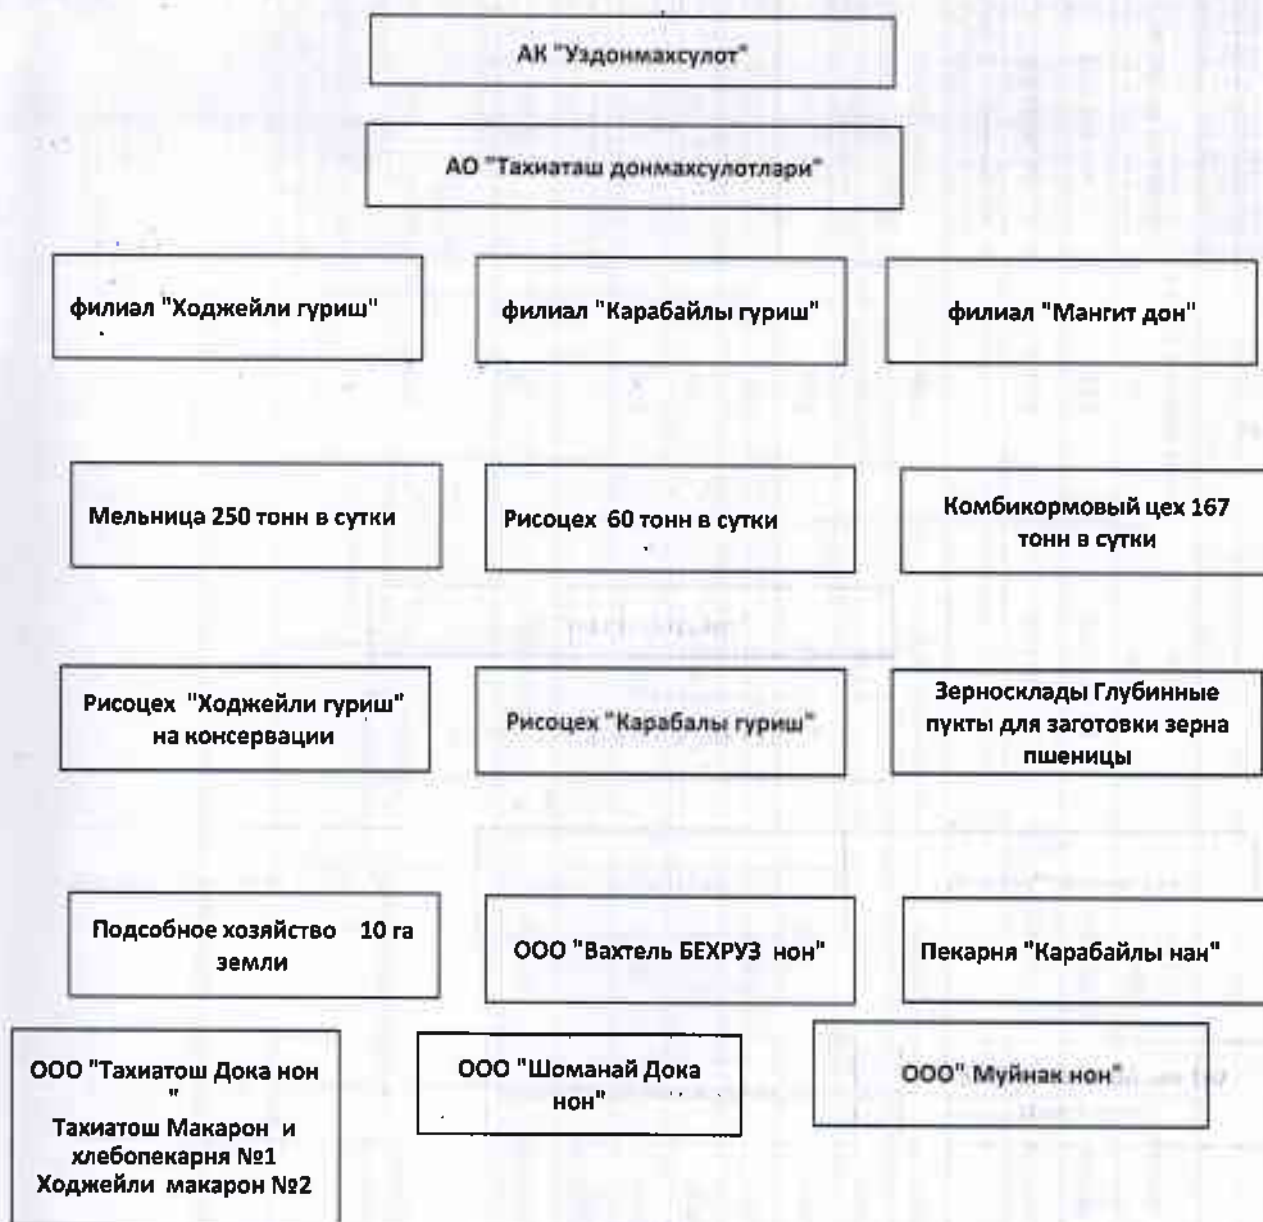 АК "Уздонмахсулот"
АО "Тахиаташ донмахсулотлари"
филиал "Ходжейли гуриш"
филиал "Карабайлы гуриш"
филиал "Мангит дон"
Мельница 250 тонн в сутки
Рисоцех 60 тонн в сутки
Комбикормовый цех 167
тонн в сутки
Рисоцех "Ходжейли гуриш"
на консервации
Рисоцех "Карабалы гуриш"
Зерносклады Глубинные
пукты для заготовки зерна
пшеницы
Подсобное хозяйство 10 га
земли
ООО "Вахтель БЕХРУЗ нон"
Пекарня "Карабайлы нан"
ООО "Тахиатош Дока нон
"
Тахиатош Макарон и
хлебопекарня №1
Ходжейли макарон №2
ООО "Шоманай Дока
нон"
ООО" Муйнак нон"